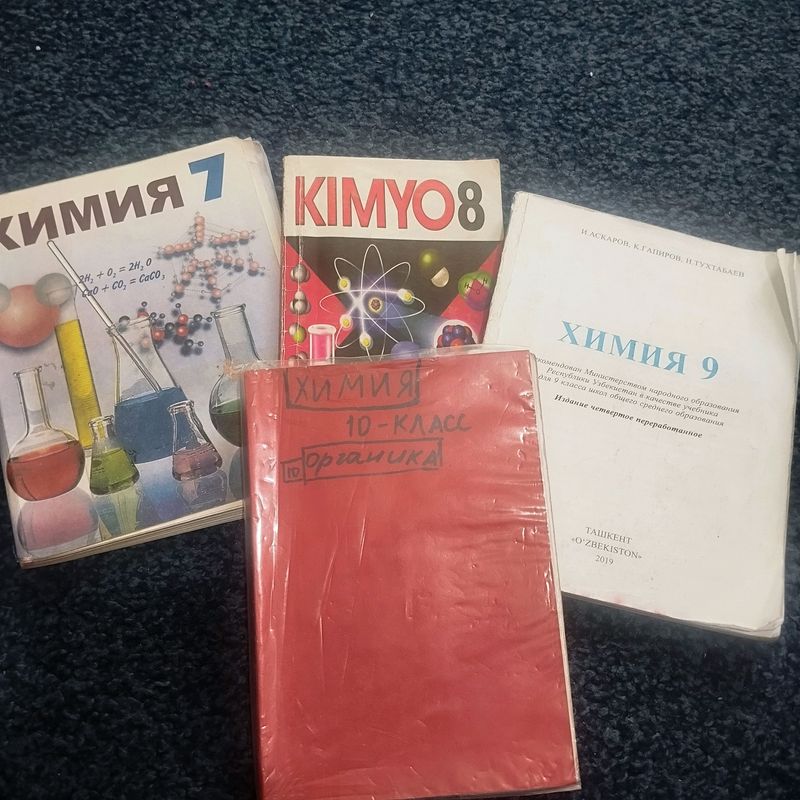 ХИМИЯ 7
2H₂ + O₂ = 2H₂O
CaO + CO₂ = CaCO₃
KIMYO 8
И.АСКАРОВ, К.ГАПИРОВ, Н.ТУХТАБАЕВ
ХИМИЯ 9
Рекомендован Министерством народного образования
Республики Узбекистан в качестве учебника
для 9 класса школ общего среднего образования
Издание четвертое переработанное
ТАШКЕНТ
«O‘ZBEKISTON»
2019
ХИМИЯ
10-КЛАСС
10 органика